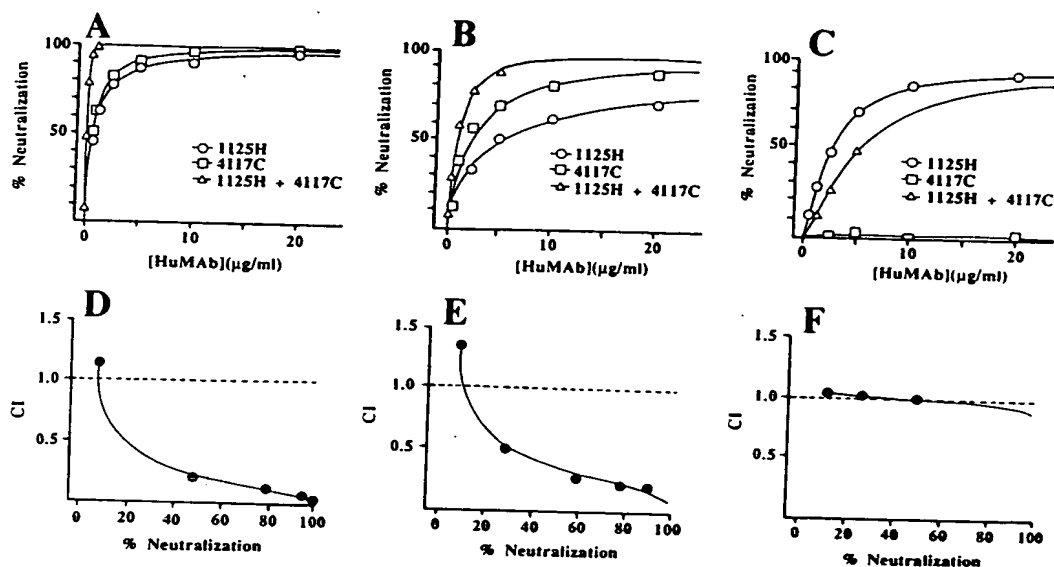 A
% Neutralization
100
50
0
10
20
[HuMAb](µg/ml)
1125H
4117C
1125H + 4117C
B
% Neutralization
100
50
0
10
20
[HuMAb](µg/ml)
1125H
4117C
1125H + 4117C
C
% Neutralization
100
50
0
10
20
[HuMAb](µg/ml)
1125H
4117C
1125H + 4117C
D
CI
1.5
1.0
0.5
0
20
40
60
80
100
% Neutralization
E
CI
1.5
1.0
0.5
0
20
40
60
80
100
% Neutralization
F
CI
1.5
1.0
0.5
0
20
40
60
80
100
% Neutralization